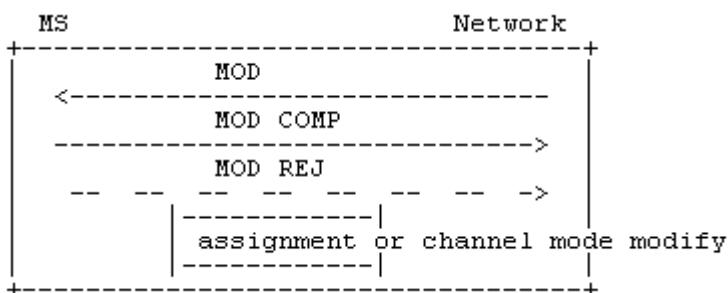 MS Network
MOD
MOD COMP
MOD REJ
assignment or channel mode modify